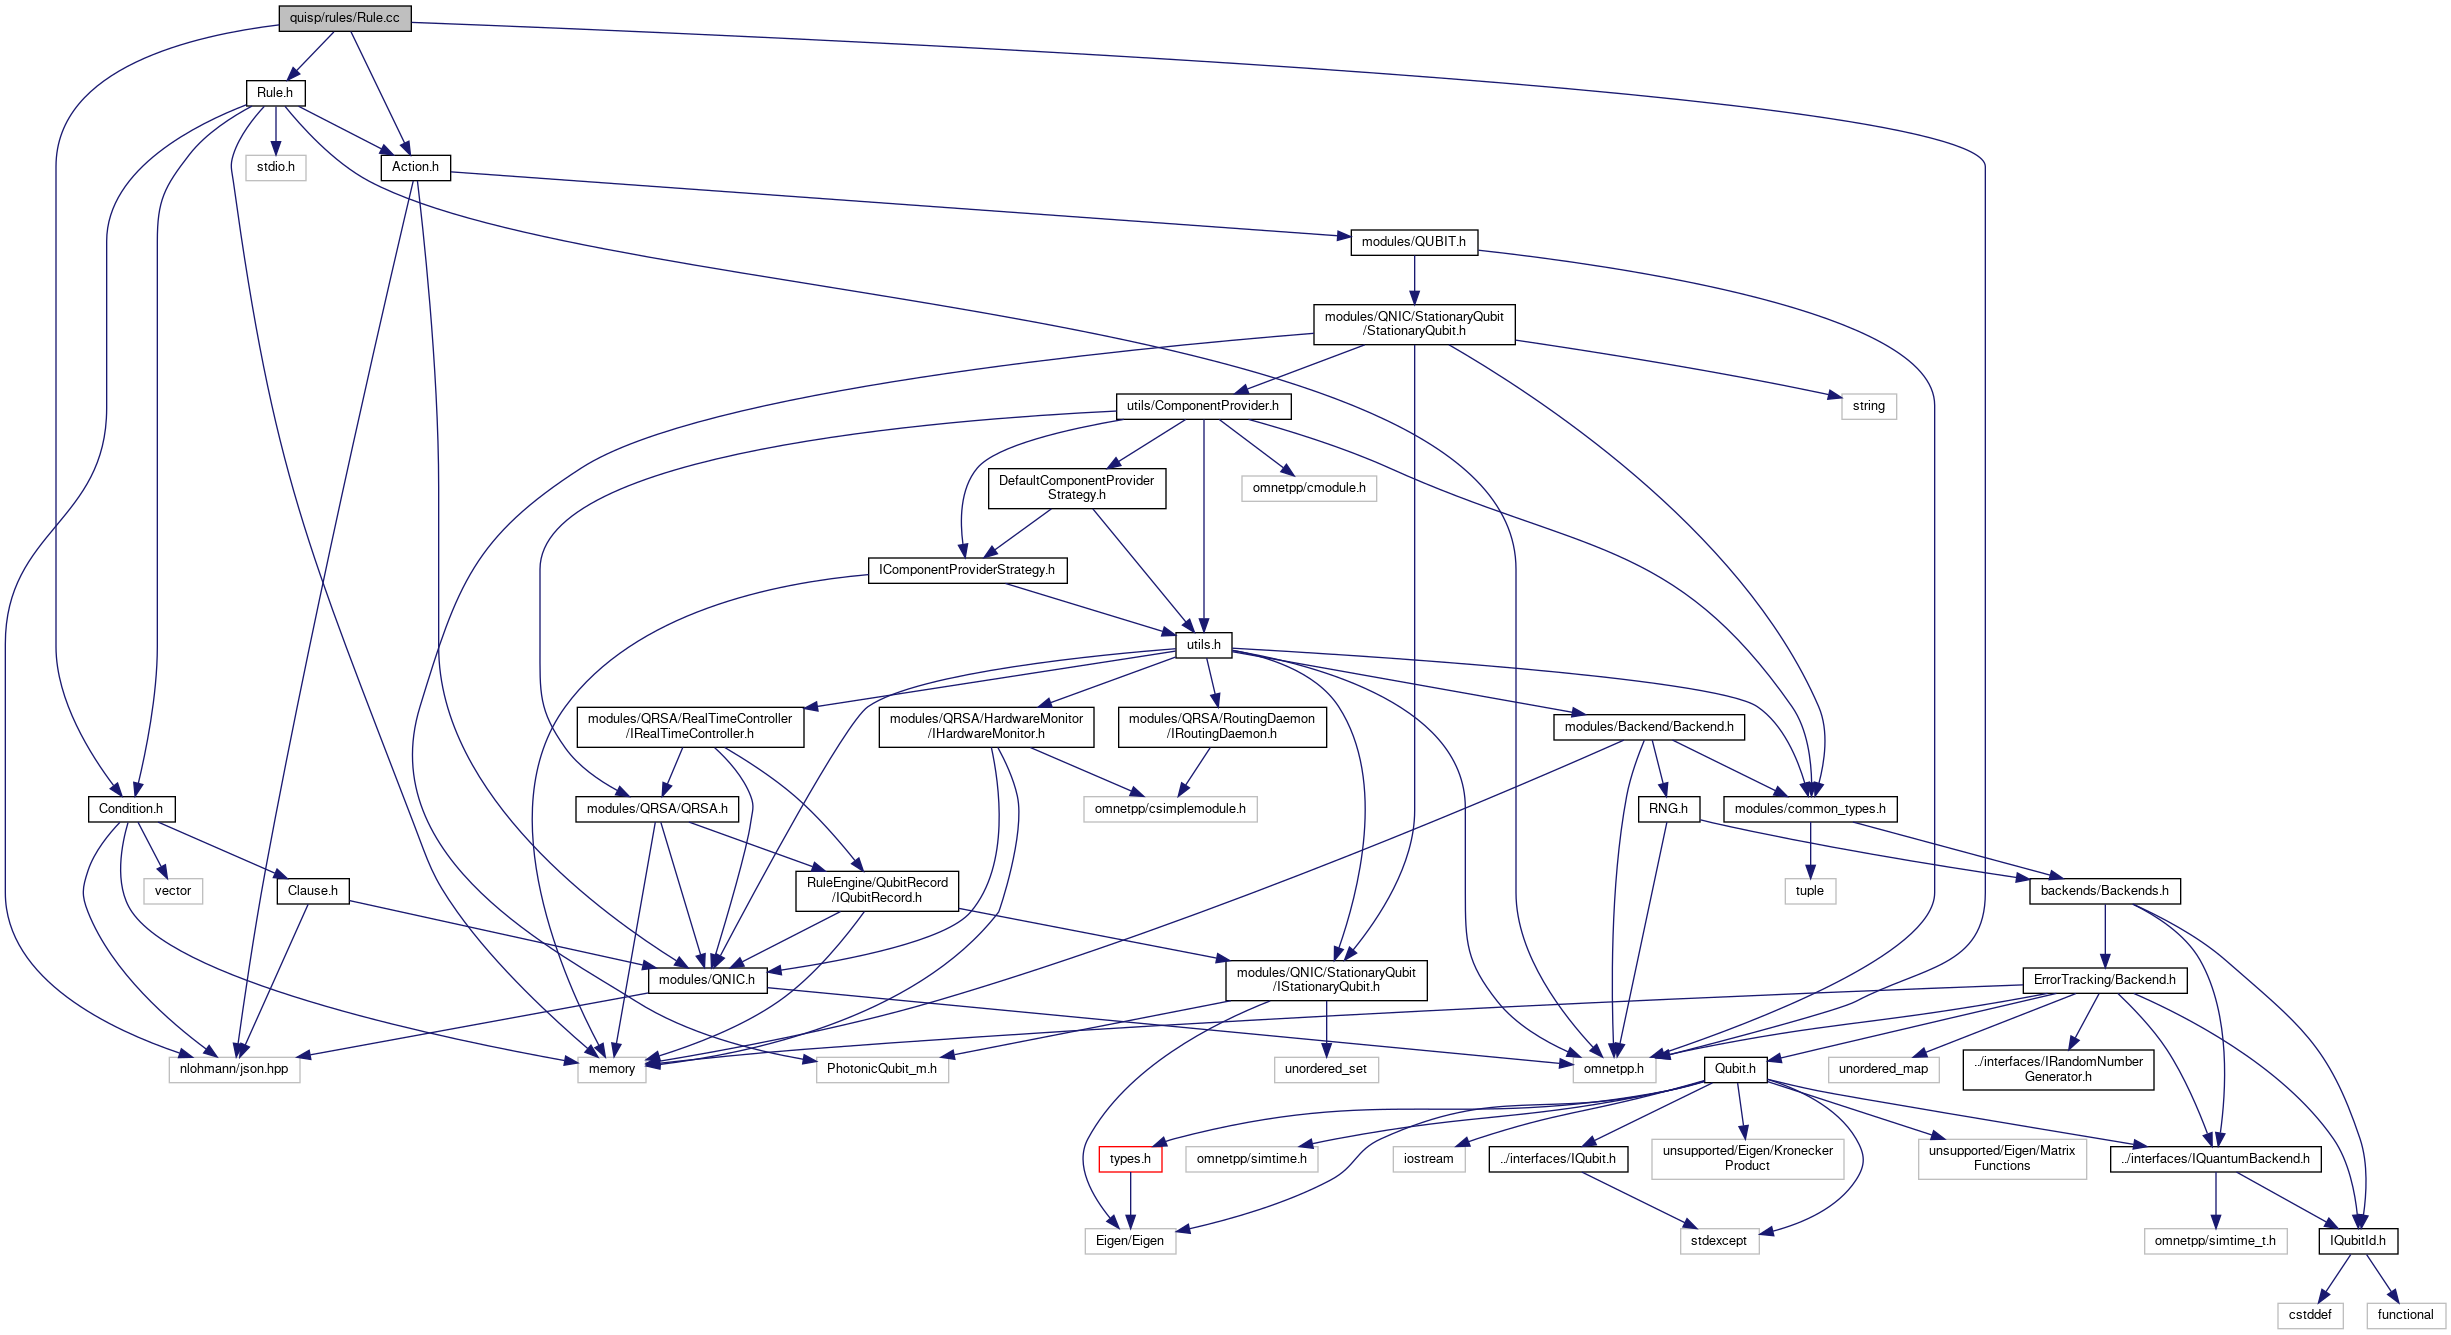 quisp/rules/Rule.cc
Rule.h
stdio.h
Action.h
modules/QUBIT.h
modules/QNIC/StationaryQubit
/StationaryQubit.h
utils/ComponentProvider.h
string
DefaultComponentProvider
Strategy.h
omnetpp/cmodule.h
IComponentProviderStrategy.h
utils.h
modules/QRSA/RealTimeController
/IRealTimeController.h
modules/QRSA/HardwareMonitor
/IHardwareMonitor.h
modules/QRSA/RoutingDaemon
/IRoutingDaemon.h
modules/Backend/Backend.h
Condition.h
modules/QRSA/QRSA.h
omnetpp/csimplemodule.h
RNG.h
modules/common_types.h
vector
Clause.h
RuleEngine/QubitRecord
/IQubitRecord.h
tuple
backends/Backends.h
modules/QNIC.h
modules/QNIC/StationaryQubit
/IStationaryQubit.h
ErrorTracking/Backend.h
nlohmann/json.hpp
memory
PhotonicQubit_m.h
unordered_set
omnetpp.h
Qubit.h
unordered_map
../interfaces/IRandomNumber
Generator.h
types.h
omnetpp/simtime.h
iostream
../interfaces/IQubit.h
unsupported/Eigen/Kronecker
Product
unsupported/Eigen/Matrix
Functions
../interfaces/IQuantumBackend.h
Eigen/Eigen
stdexcept
omnetpp/simtime_t.h
IQubitId.h
cstddef
functional